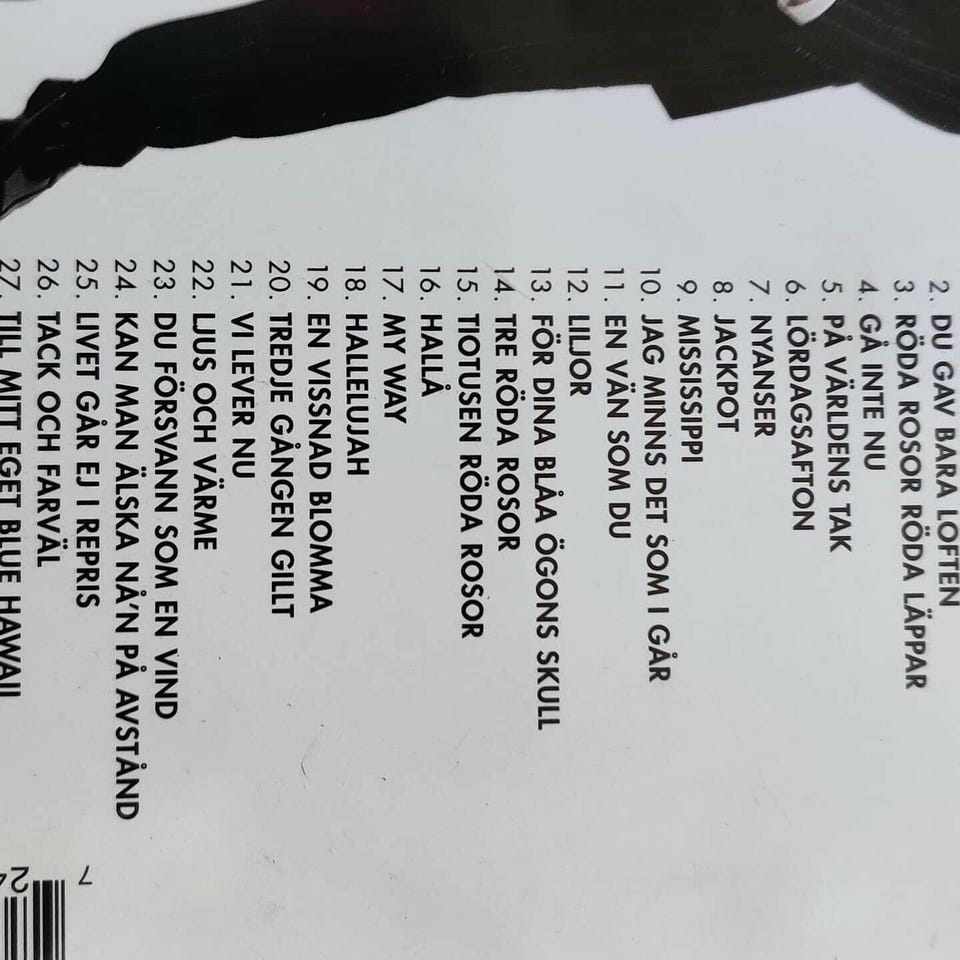 2. DU GAV BARA LÖFTEN
3. RÖDA ROSOR RÖDA LÄPPAR
4. GÅ INTE NU
5. PÅ VÄRLDENS TAK
6. LÖRDAGSAFTON
7. NYANSER
8. JACKPOT
9. MISSISSIPPI
10. JAG MINNS DET SOM I GÅR
11. EN VÄN SOM DU
12. LILJOR
13. FÖR DINA BLÅA ÖGONS SKULL
14. TRE RÖDA ROSOR
15. TIOTUSEN RÖDA ROSOR
16. HALLÅ
17. MY WAY
18. HALLELUJAH
19. EN VISSNAD BLOMMA
20. TREDJE GÅNGEN GILLT
21. VI LEVER NU
22. LJUS OCH VÄRME
23. DU FÖRSVANN SOM EN VIND
24. KAN MAN ÄLSKA NÅ'N PÅ AVSTÅND
25. LIVET GÅR EJ I REPRIS
26. TACK OCH FARVÄL
27. TILL MITT EGET BLUE HAWAII
7
2